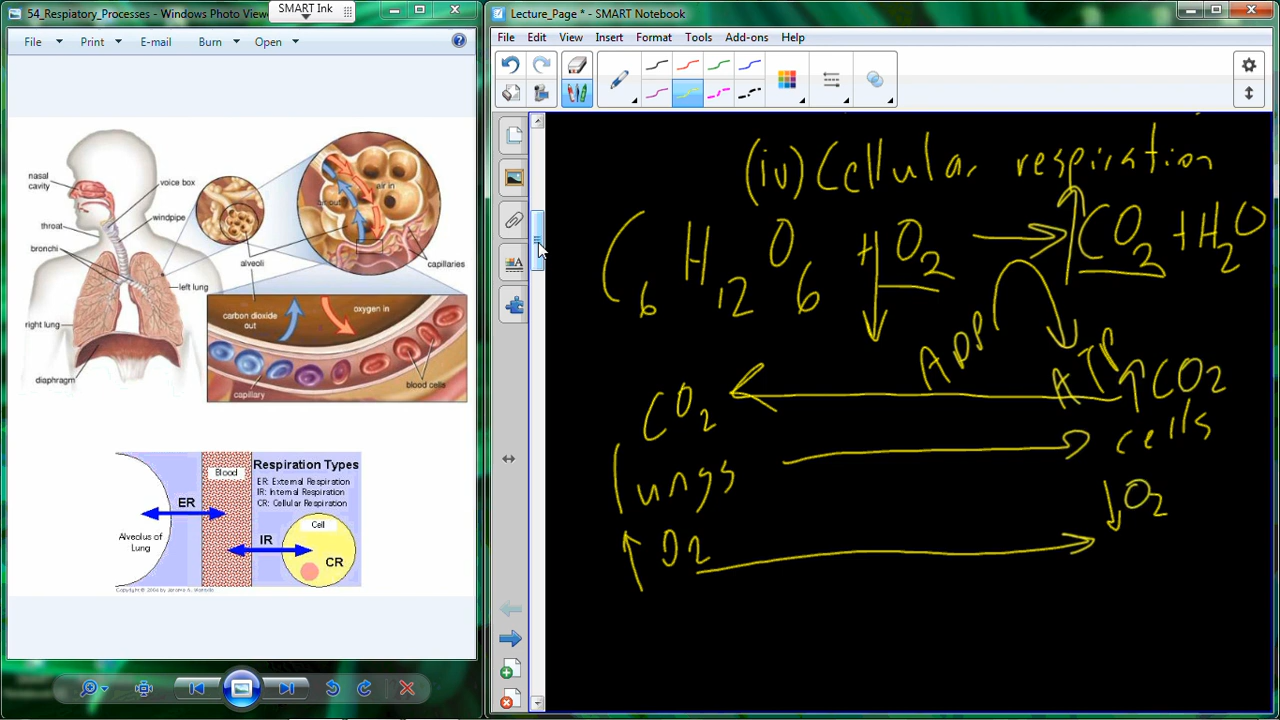 54_Respiatory_Processes - Windows Photo Viewe
SMART Ink
File Print E-mail Burn Open
nasal
cavity
voice box
windpipe
throat
bronchi
left lung
right lung
diaphragm
alveoli
air in
air out
capillaries
carbon dioxide
out
oxygen in
blood cells
capillary
Respiration Types
ER: External Respiration
IR: Internal Respiration
CR: Cellular Respiration
Blood
ER
Alveolus of
Lung
IR
Cell
CR
Lecture_Page * - SMART Notebook
File Edit View Insert Format Tools Add-ons Help
(iv) Cellular respiration
C6H12O6 + O2 → ↑CO2 + H2O
↓
ADP ATP
CO2 ← ↑CO2
lungs → cells
↑O2 → ↓O2